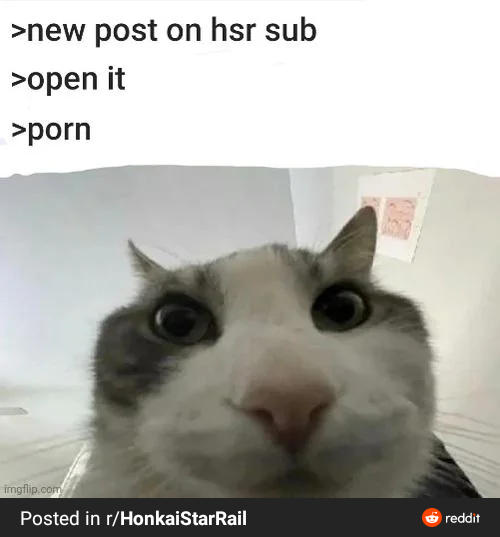 >new post on hsr sub
>open it
>porn
imgflip.com
Posted in r/HonkaiStarRail
reddit